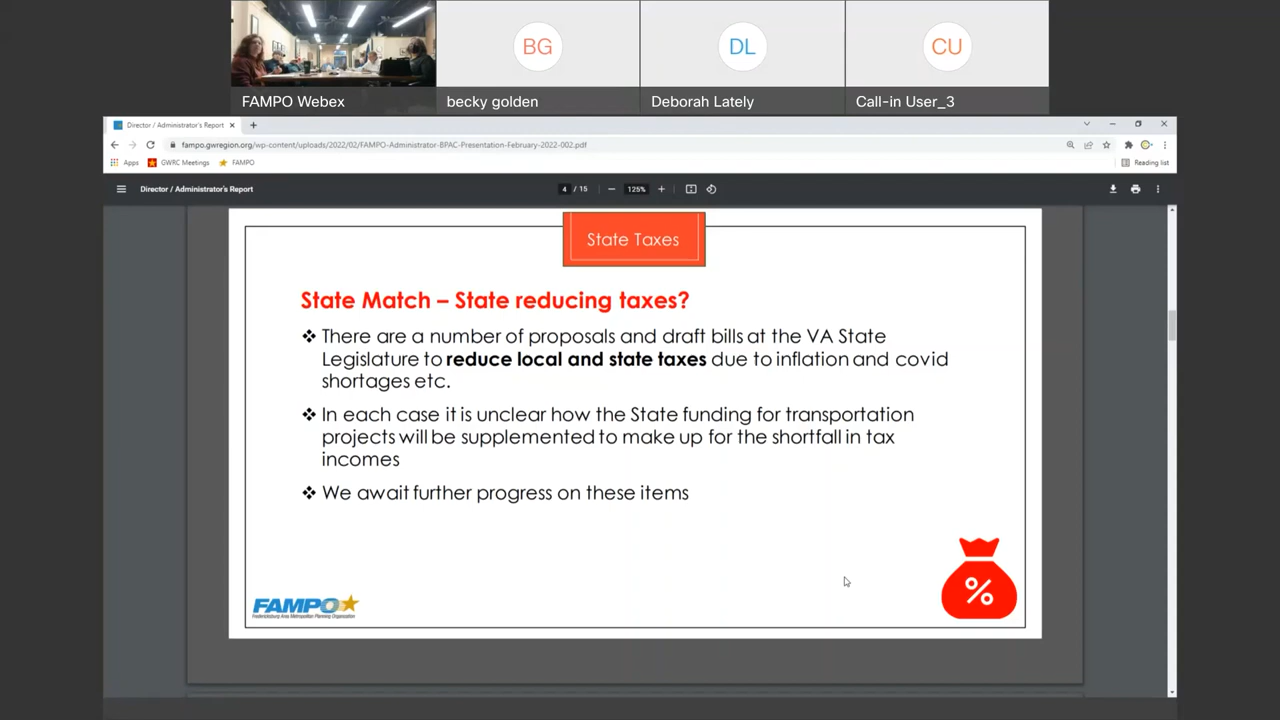 BG
DL
CU
FAMPO Webex
becky golden
Deborah Lately
Call-in User_3
Director / Administrator's Report
fampo.gwregion.org/wp-content/uploads/2022/02/FAMPO-Administrator-BPAC-Presentation-February-2022-002.pdf
Apps
GWRC Meetings
FAMPO
Reading list
Director / Administrator's Report
4 / 15
125%
State Taxes
State Match – State reducing taxes?
There are a number of proposals and draft bills at the VA State
Legislature to reduce local and state taxes due to inflation and covid
shortages etc.
In each case it is unclear how the State funding for transportation
projects will be supplemented to make up for the shortfall in tax
incomes
We await further progress on these items
%
FAMPO
Fredericksburg Area Metropolitan Planning Organization